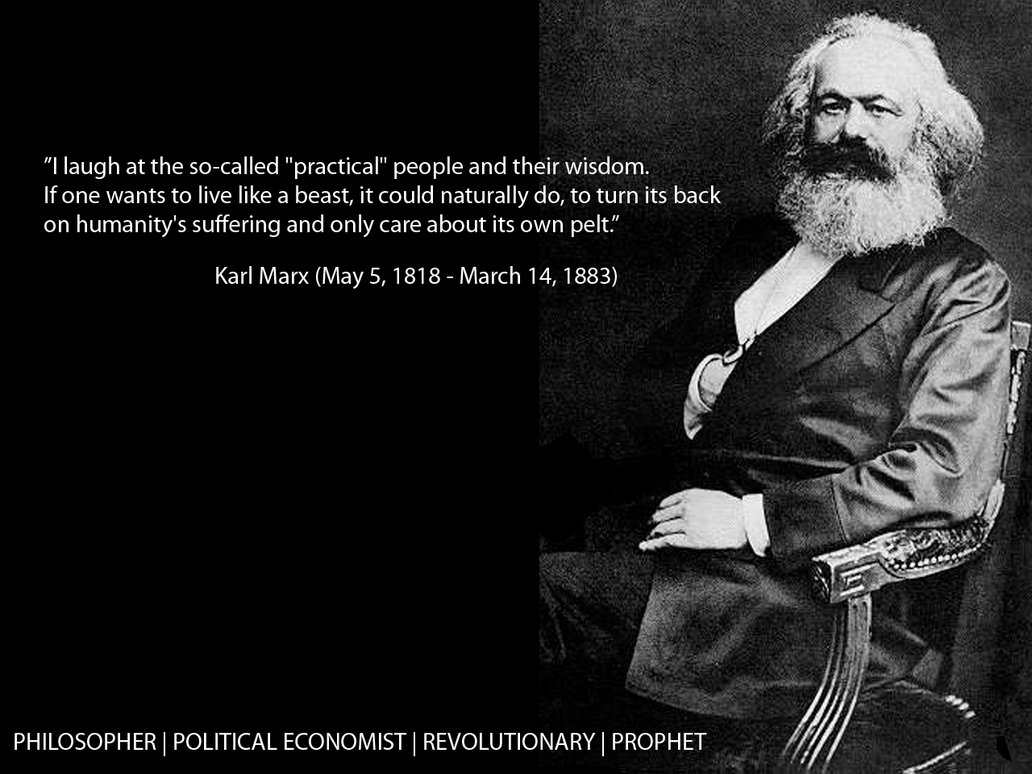 ”I laugh at the so-called "practical" people and their wisdom.
If one wants to live like a beast, it could naturally do, to turn its back
on humanity's suffering and only care about its own pelt.”
Karl Marx (May 5, 1818 - March 14, 1883)
PHILOSOPHER | POLITICAL ECONOMIST | REVOLUTIONARY | PROPHET